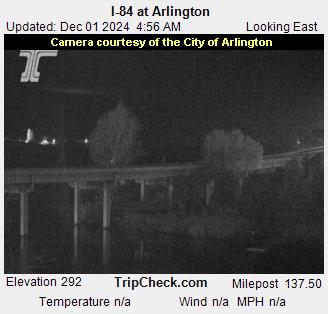 I-84 at Arlington
Updated: Dec 01 2024 4:56 AM Looking East
Camera courtesy of the City of Arlington
Elevation 292 TripCheck.com Milepost 137.50
Temperature n/a Wind n/a MPH n/a